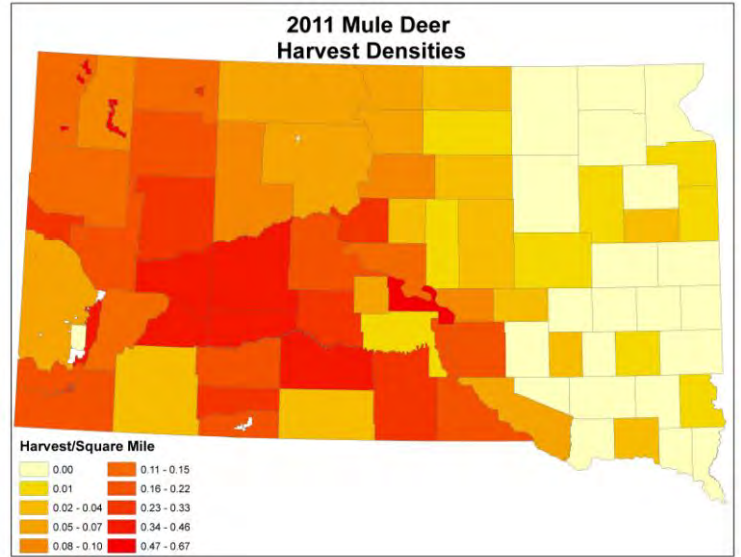 2011 Mule Deer
Harvest Densities
Harvest/Square Mile
0.00
0.01
0.02 - 0.04
0.05 - 0.07
0.08 - 0.10
0.11 - 0.15
0.16 - 0.22
0.23 - 0.33
0.34 - 0.46
0.47 - 0.67